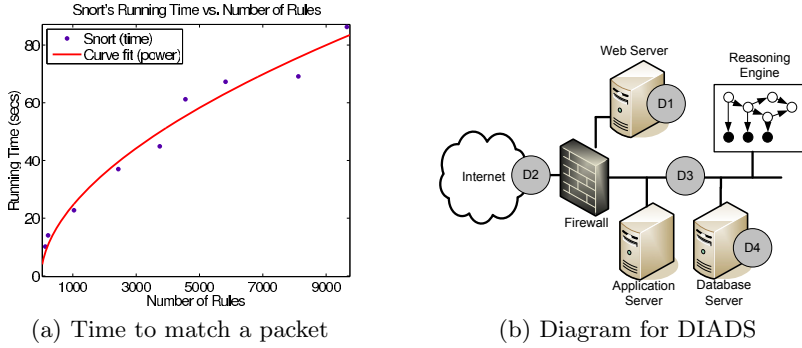 Snort's Running Time vs. Number of Rules
Snort (time)
Curve fit (power)
Running Time (secs)
80
60
40
20
0
1000 3000 5000 7000 9000
Number of Rules
(a) Time to match a packet
Web Server
D1
Reasoning
Engine
Internet
D2
Firewall
D3
Application
Server
Database
Server
D4
(b) Diagram for DIADS